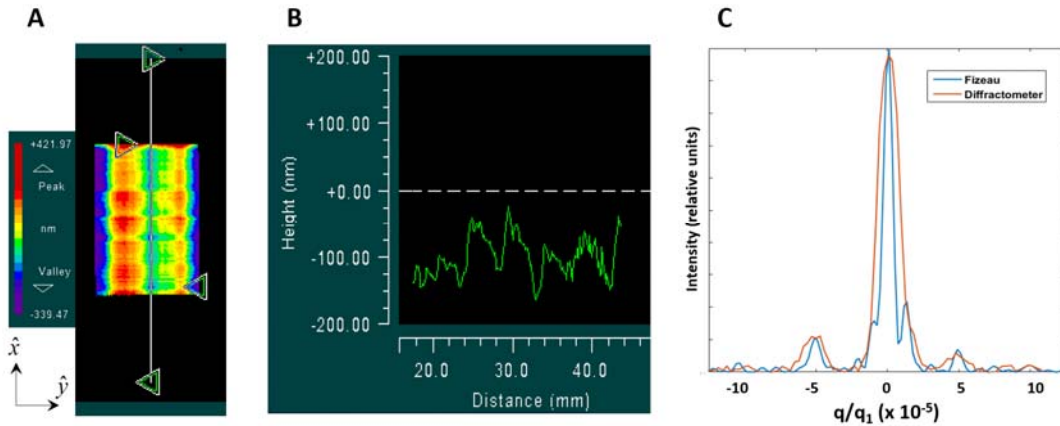 A
+421.97
Peak
nm
Valley
-339.47
x̂
ŷ
B
+200.00
+100.00
+0.00
-100.00
-200.00
Height (nm)
20.0
30.0
40.0
Distance (mm)
C
Fizeau
Diffractometer
Intensity (relative units)
-10
-5
0
5
10
q/q₁ (x 10⁻⁵)